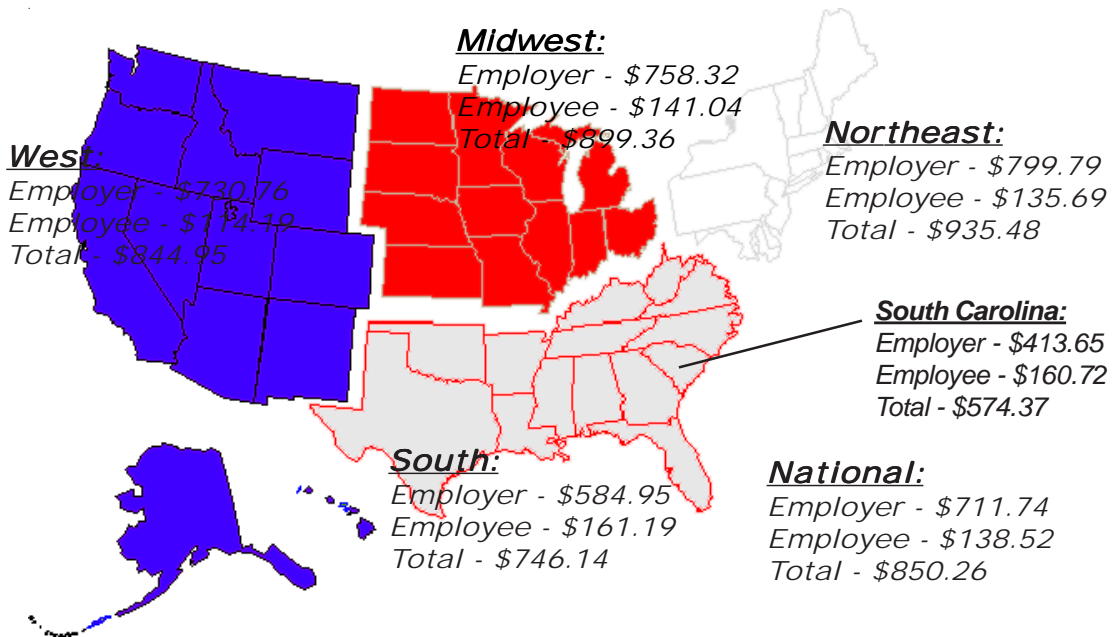 Midwest:
Employer - $758.32
Employee - $141.04
Total - $899.36
Northeast:
Employer - $799.79
Employee - $135.69
Total - $935.48
West:
Employer - $730.76
Employee - $114.19
Total - $844.95
South Carolina:
Employer - $413.65
Employee - $160.72
Total - $574.37
South:
Employer - $584.95
Employee - $161.19
Total - $746.14
National:
Employer - $711.74
Employee - $138.52
Total - $850.26